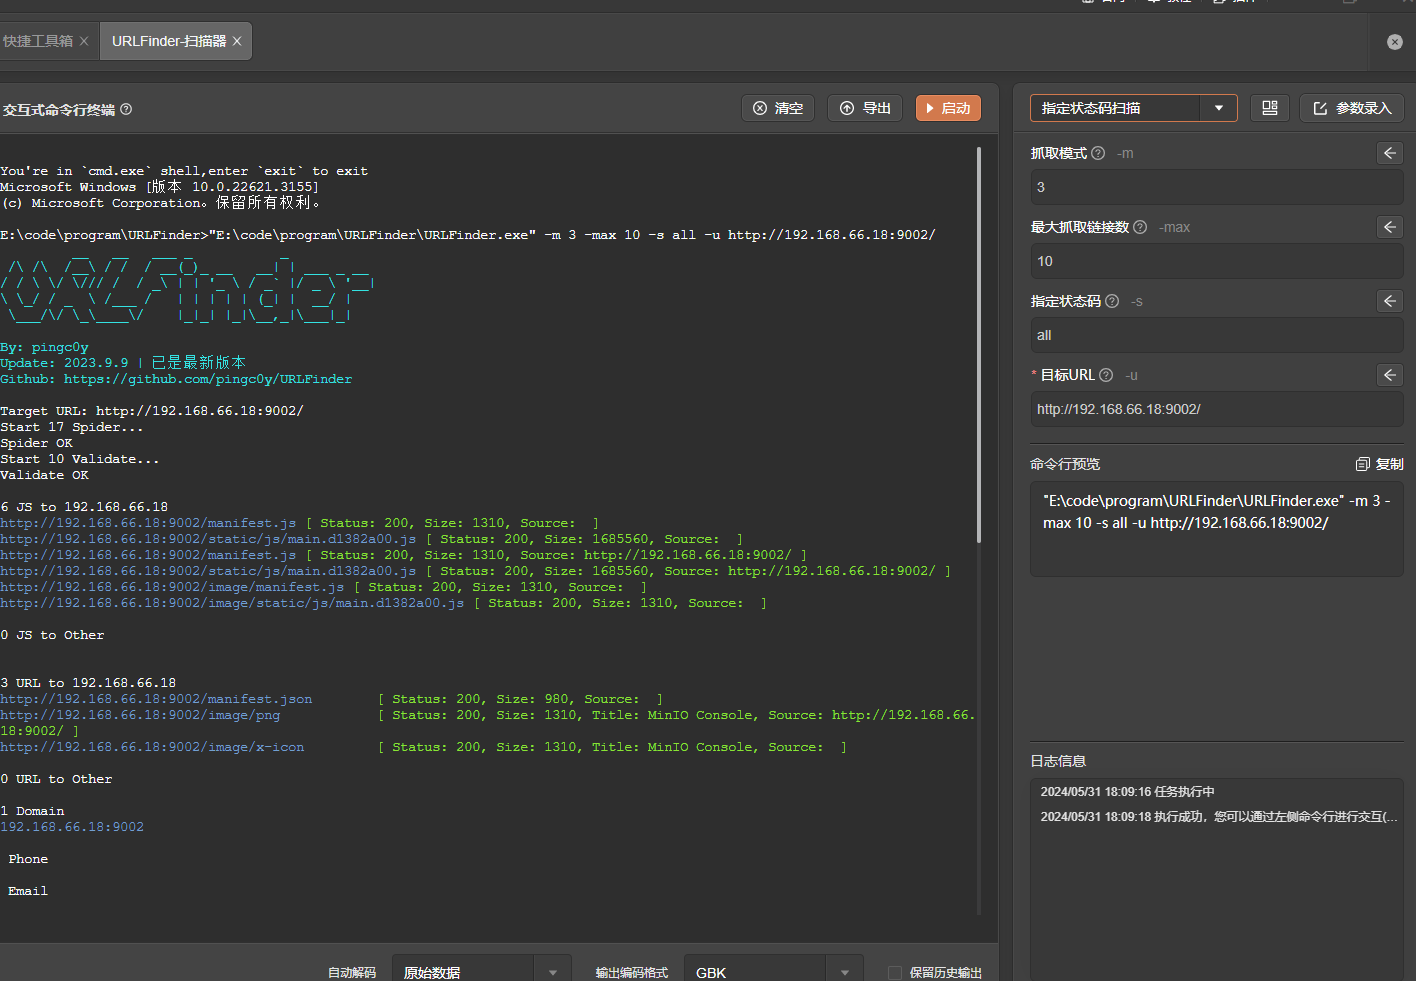 快捷工具箱
URLFinder-扫描器
交互式命令行终端
清空
导出
启动
You're in `cmd.exe` shell,enter `exit` to exit
Microsoft Windows [版本 10.0.22621.3155]
(c) Microsoft Corporation。保留所有权利。
E:\code\program\URLFinder>"E:\code\program\URLFinder\URLFinder.exe" -m 3 -max 10 -s all -u http://192.168.66.18:9002/
URLFinder
By: pingc0y
Update: 2023.9.9 | 已是最新版本
Github: https://github.com/pingc0y/URLFinder
Target URL: http://192.168.66.18:9002/
Start 17 Spider...
Spider OK
Start 10 Validate...
Validate OK
6 JS to 192.168.66.18
http://192.168.66.18:9002/manifest.js [ Status: 200, Size: 1310, Source:  ]
http://192.168.66.18:9002/static/js/main.d1382a00.js [ Status: 200, Size: 1685560, Source:  ]
http://192.168.66.18:9002/manifest.js [ Status: 200, Size: 1310, Source: http://192.168.66.18:9002/ ]
http://192.168.66.18:9002/static/js/main.d1382a00.js [ Status: 200, Size: 1685560, Source: http://192.168.66.18:9002/ ]
http://192.168.66.18:9002/image/manifest.js [ Status: 200, Size: 1310, Source:  ]
http://192.168.66.18:9002/image/static/js/main.d1382a00.js [ Status: 200, Size: 1310, Source:  ]
0 JS to Other
3 URL to 192.168.66.18
http://192.168.66.18:9002/manifest.json [ Status: 200, Size: 980, Source:  ]
http://192.168.66.18:9002/image/png [ Status: 200, Size: 1310, Title: MinIO Console, Source: http://192.168.66.
18:9002/ ]
http://192.168.66.18:9002/image/x-icon [ Status: 200, Size: 1310, Title: MinIO Console, Source:  ]
0 URL to Other
1 Domain
192.168.66.18:9002
Phone
Email
自动解码 原始数据 输出编码格式 GBK 保留历史输出
指定状态码扫描
参数录入
抓取模式 -m
3
最大抓取链接数 -max
10
指定状态码 -s
all
* 目标URL -u
http://192.168.66.18:9002/
命令行预览 复制
"E:\code\program\URLFinder\URLFinder.exe" -m 3 -
max 10 -s all -u http://192.168.66.18:9002/
日志信息
2024/05/31 18:09:16 任务执行中
2024/05/31 18:09:18 执行成功，您可以通过左侧命令行进行交互(...